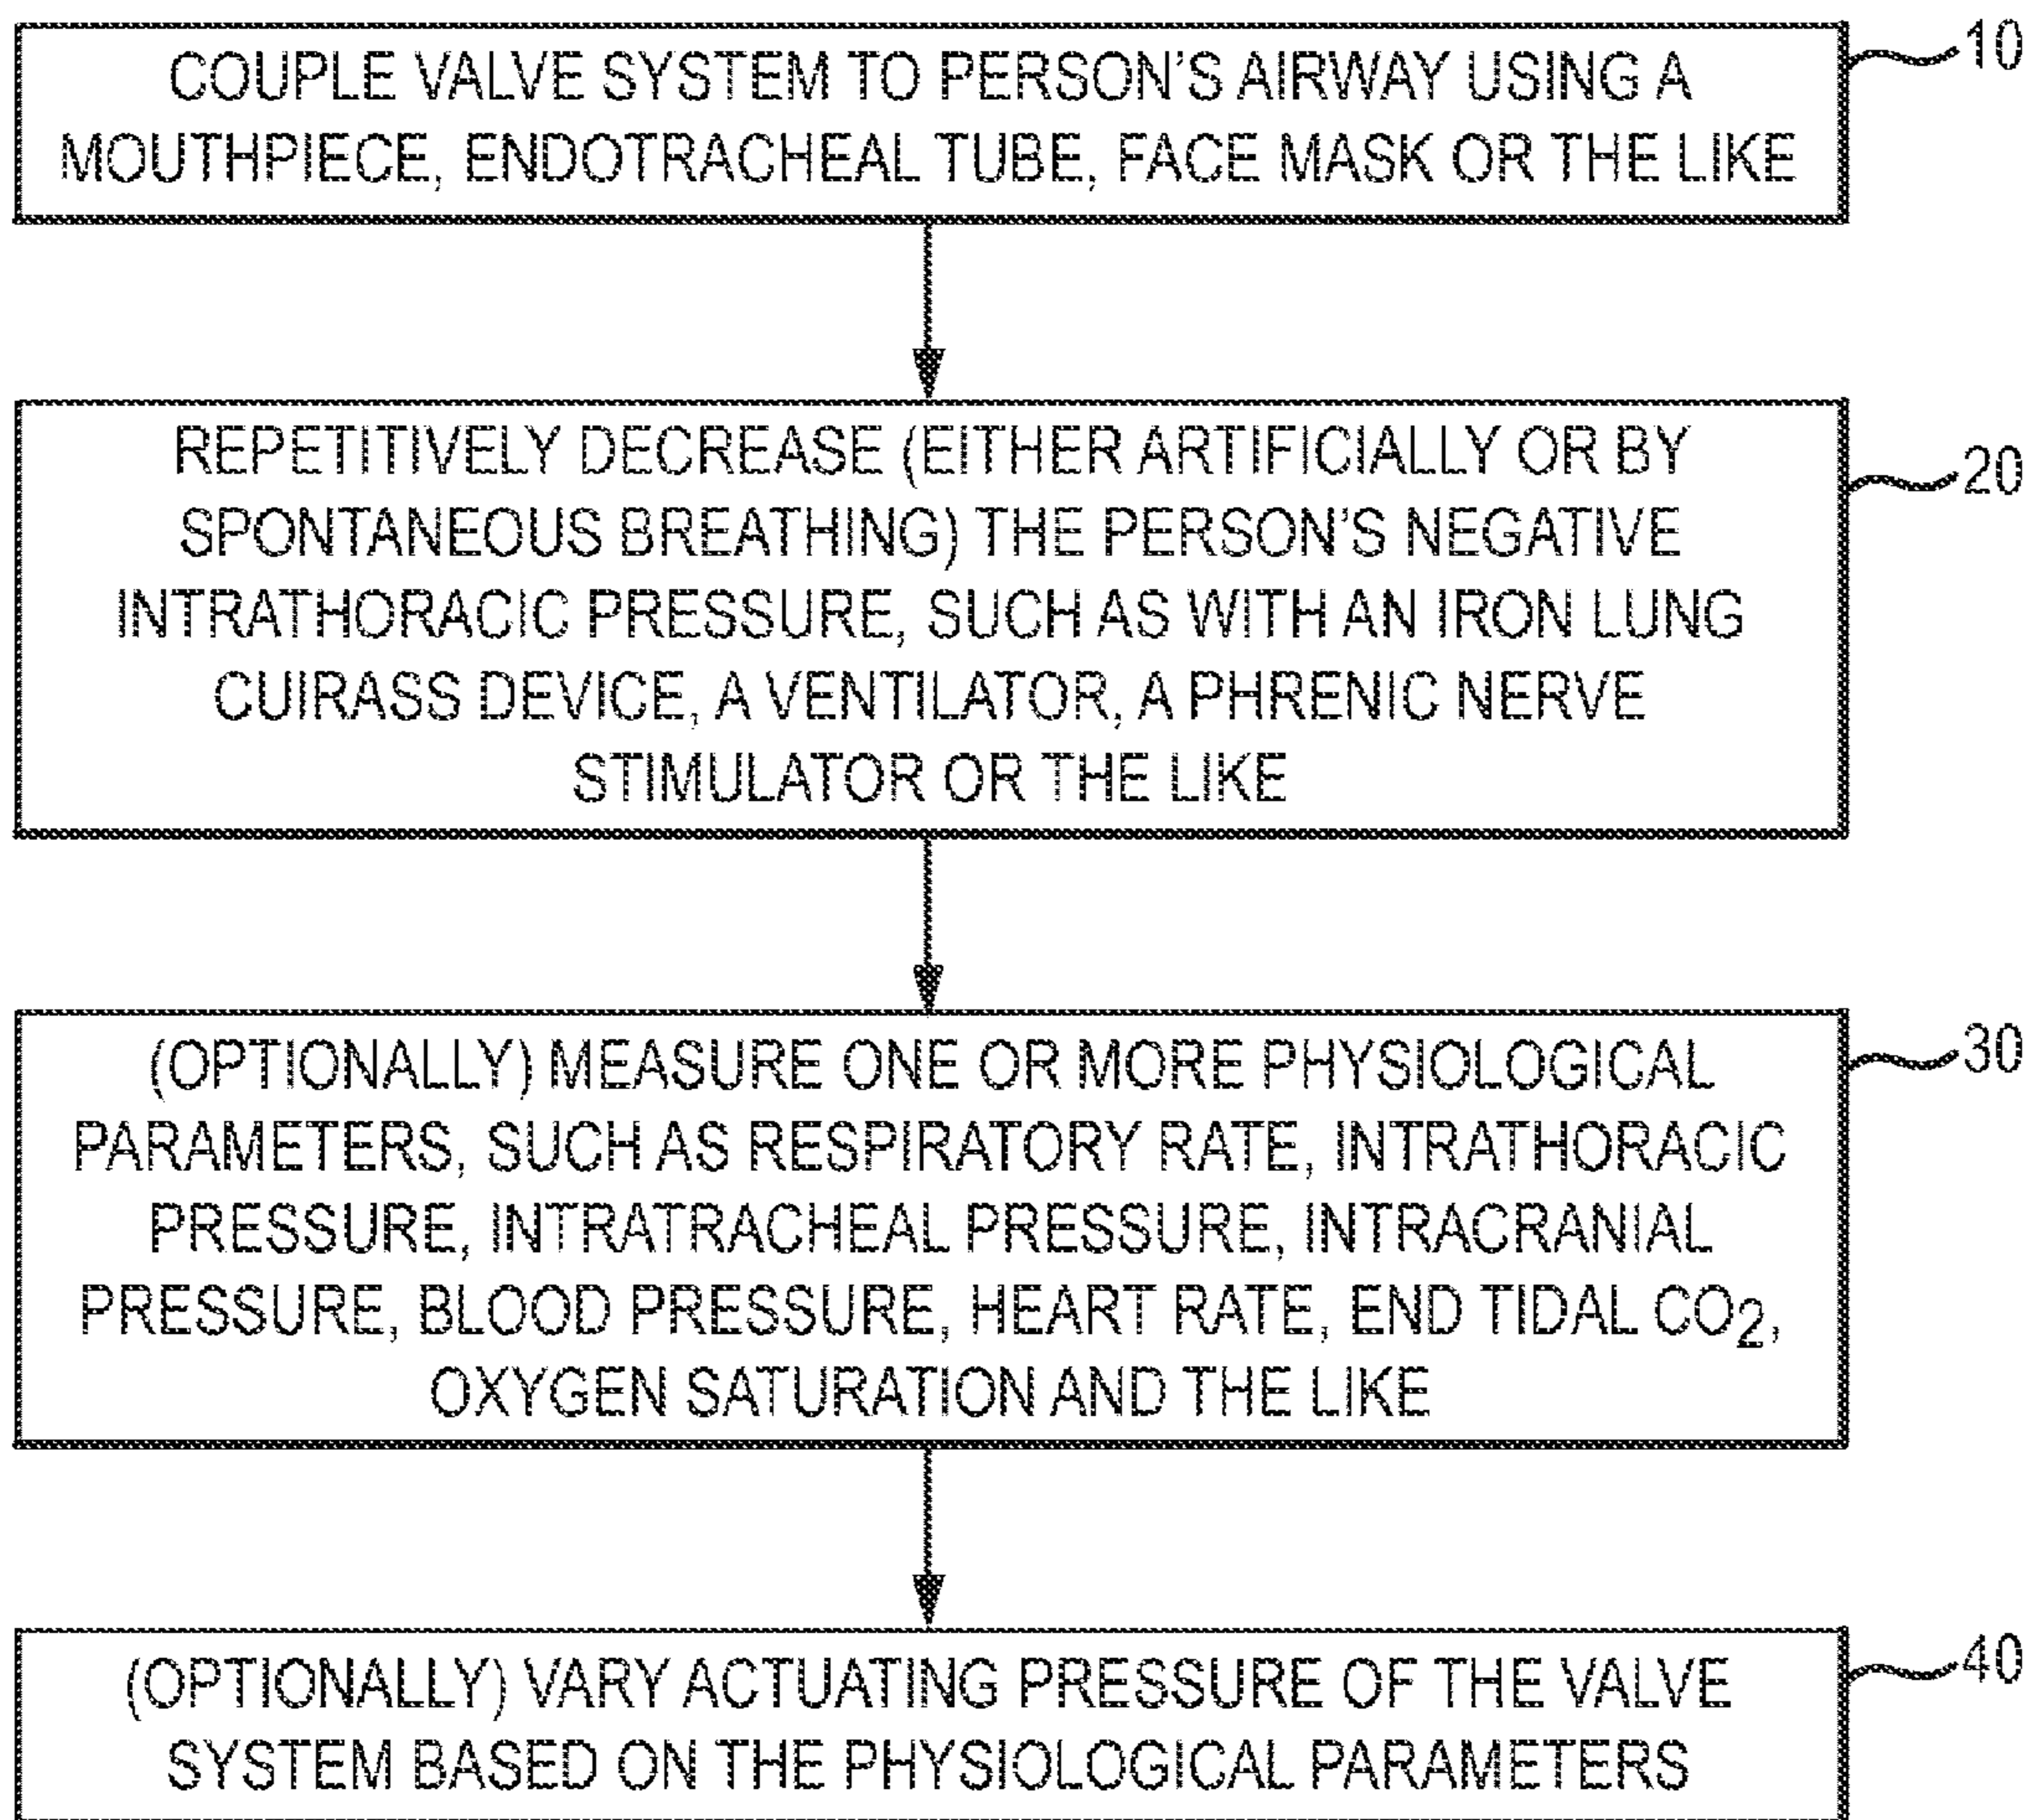 COUPLE VALVE SYSTEM TO PERSON'S AIRWAY USING A
MOUTHPIECE, ENDOTRACHEAL TUBE, FACE MASK OR THE LIKE
10
REPETITIVELY DECREASE (EITHER ARTIFICIALLY OR BY
SPONTANEOUS BREATHING) THE PERSON'S NEGATIVE
INTRATHORACIC PRESSURE, SUCH AS WITH AN IRON LUNG
CUIRASS DEVICE, A VENTILATOR, A PHRENIC NERVE
STIMULATOR OR THE LIKE
20
(OPTIONALLY) MEASURE ONE OR MORE PHYSIOLOGICAL
PARAMETERS, SUCH AS RESPIRATORY RATE, INTRATHORACIC
PRESSURE, INTRATRACHEAL PRESSURE, INTRACRANIAL
PRESSURE, BLOOD PRESSURE, HEART RATE, END TIDAL CO₂,
OXYGEN SATURATION AND THE LIKE
30
(OPTIONALLY) VARY ACTUATING PRESSURE OF THE VALVE
SYSTEM BASED ON THE PHYSIOLOGICAL PARAMETERS
40